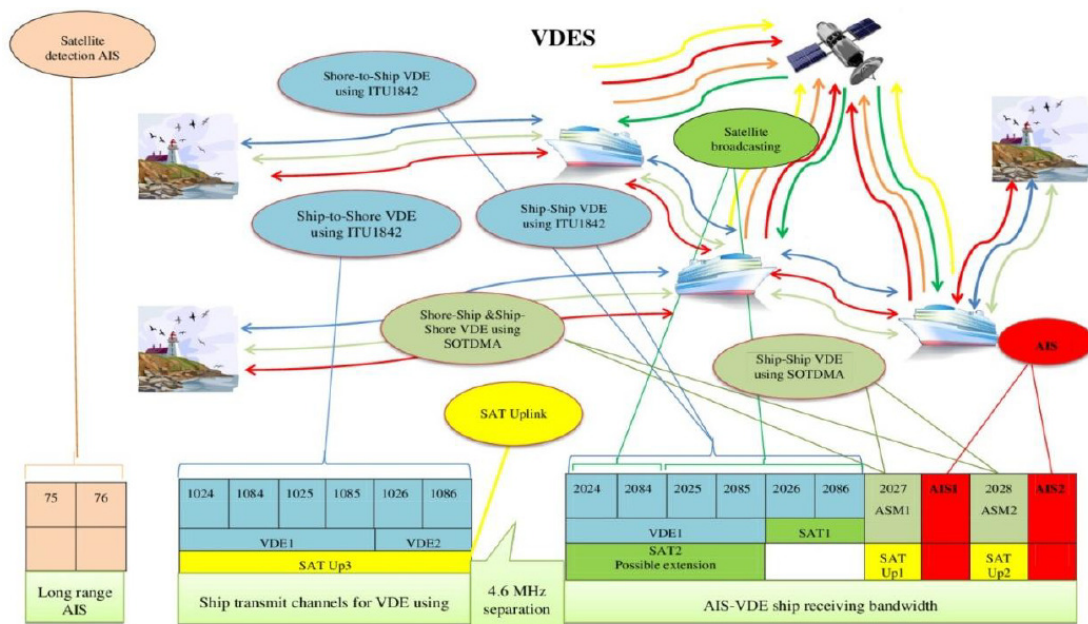 VDES
Satellite
detection AIS
Shore-to-Ship VDE
using ITU1842
Satellite
broadcasting
Ship-to-Shore VDE
using ITU1842
Ship-Ship VDE
using ITU1842
Shore-Ship &Ship-
Shore VDE using
SOTDMA
Ship-Ship VDE
using SOTDMA
AIS
SAT Uplink
75 76
Long range
AIS
1024 1084 1025 1085 1026 1086
VDE1 VDE2
SAT Up3
Ship transmit channels for VDE using
4.6 MHz
separation
2024 2084 2025 2085 2026 2086 2027 AIS1 2028 AIS2
ASM1 ASM2
VDE1 SAT1
SAT2
Possible extension
SAT
Up1
SAT
Up2
AIS-VDE ship receiving bandwidth